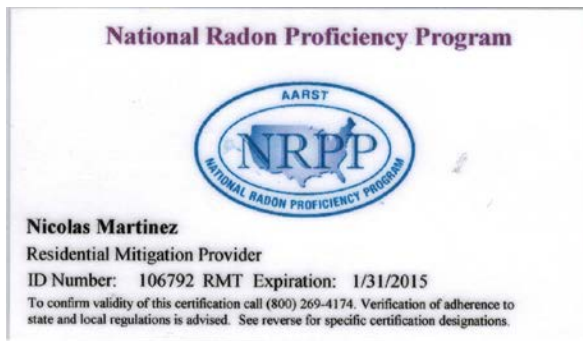 National Radon Proficiency Program
AARST
NRPP
NATIONAL RADON PROFICIENCY PROGRAM
Nicolas Martinez
Residential Mitigation Provider
ID Number: 106792 RMT Expiration: 1/31/2015
To confirm validity of this certification call (800) 269-4174. Verification of adherence to
state and local regulations is advised. See reverse for specific certification designations.